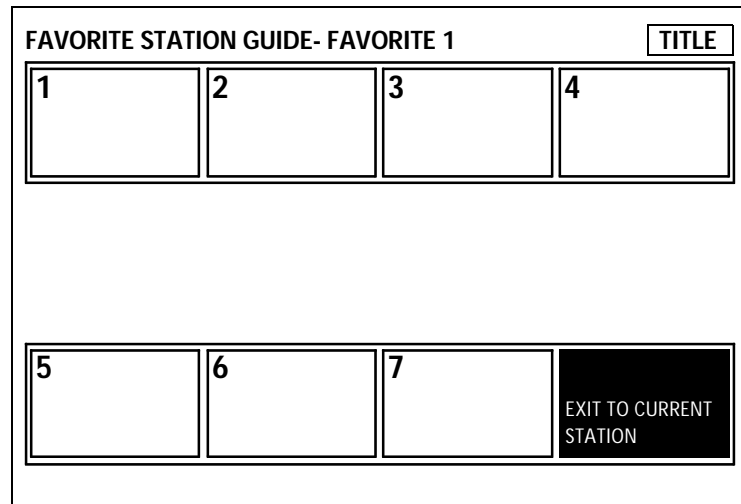 FAVORITE STATION GUIDE- FAVORITE 1 TITLE
1 2 3 4
5 6 7
EXIT TO CURRENT
STATION